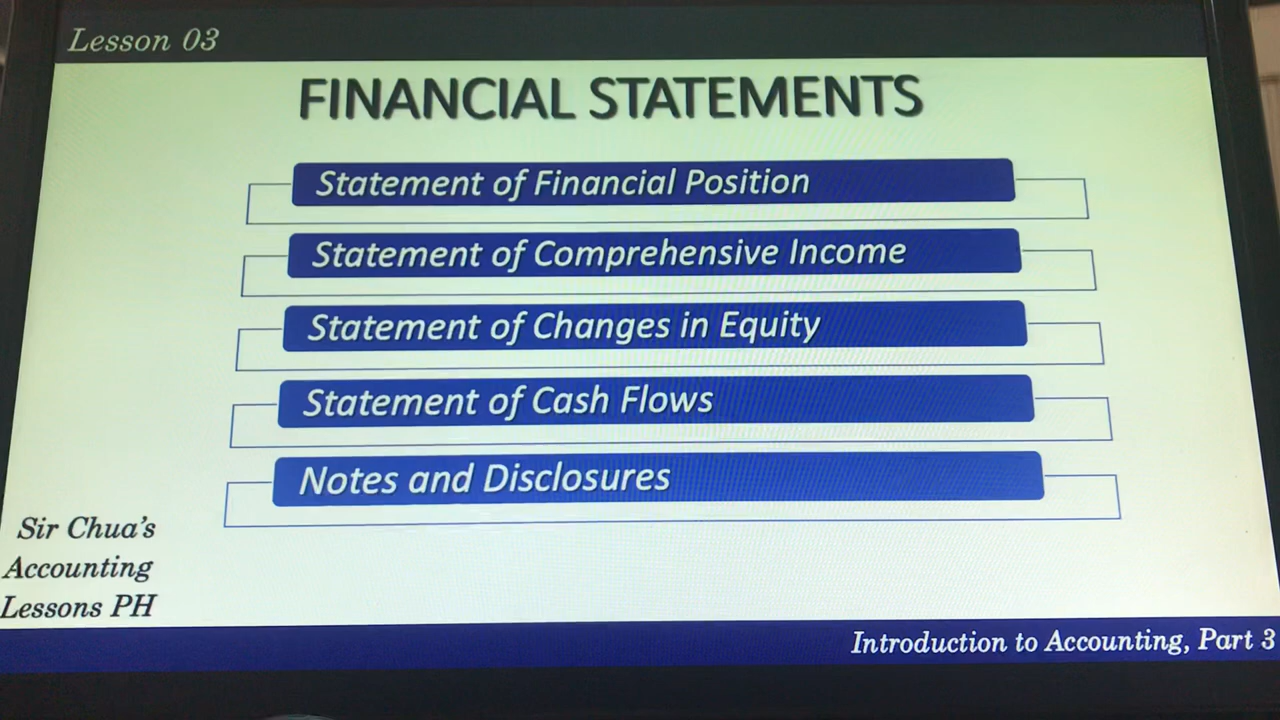 Lesson 03
FINANCIAL STATEMENTS
Statement of Financial Position
Statement of Comprehensive Income
Statement of Changes in Equity
Statement of Cash Flows
Notes and Disclosures
Sir Chua's
Accounting
Lessons PH
Introduction to Accounting, Part 3